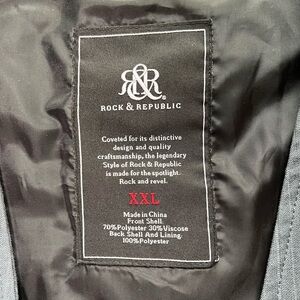 R&R
ROCK & REPUBLIC
Coveted for its distinctive
design and quality
craftsmanship, the legendary
Style of Rock & Republic
is made for the spotlight.
Rock and revel.
XXL
Made in China
Front Shell:
70%Polyester 30%Viscose
Back Shell And Lining:
100%Polyester